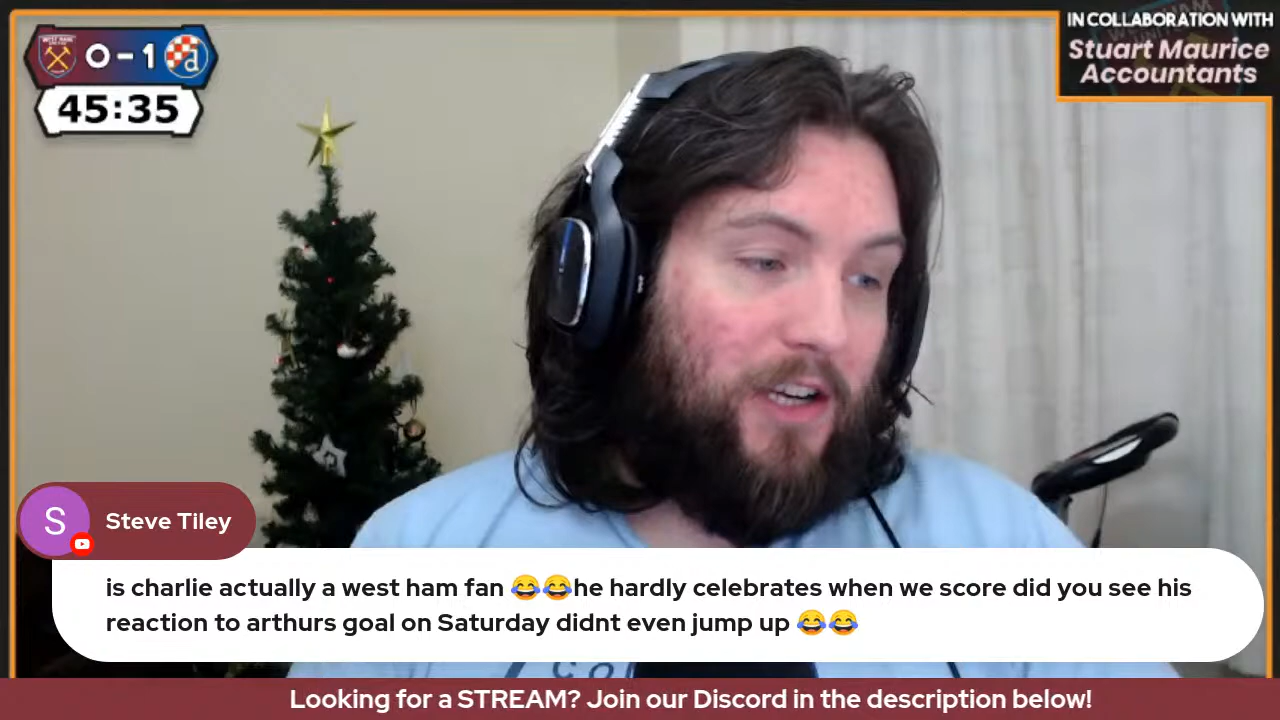 IN COLLABORATION WITH
Stuart Maurice
Accountants
0 - 1
45:35
S
Steve Tiley
is charlie actually a west ham fan 😂😂he hardly celebrates when we score did you see his
reaction to arthurs goal on Saturday didnt even jump up 😂😂
CO
Looking for a STREAM? Join our Discord in the description below!